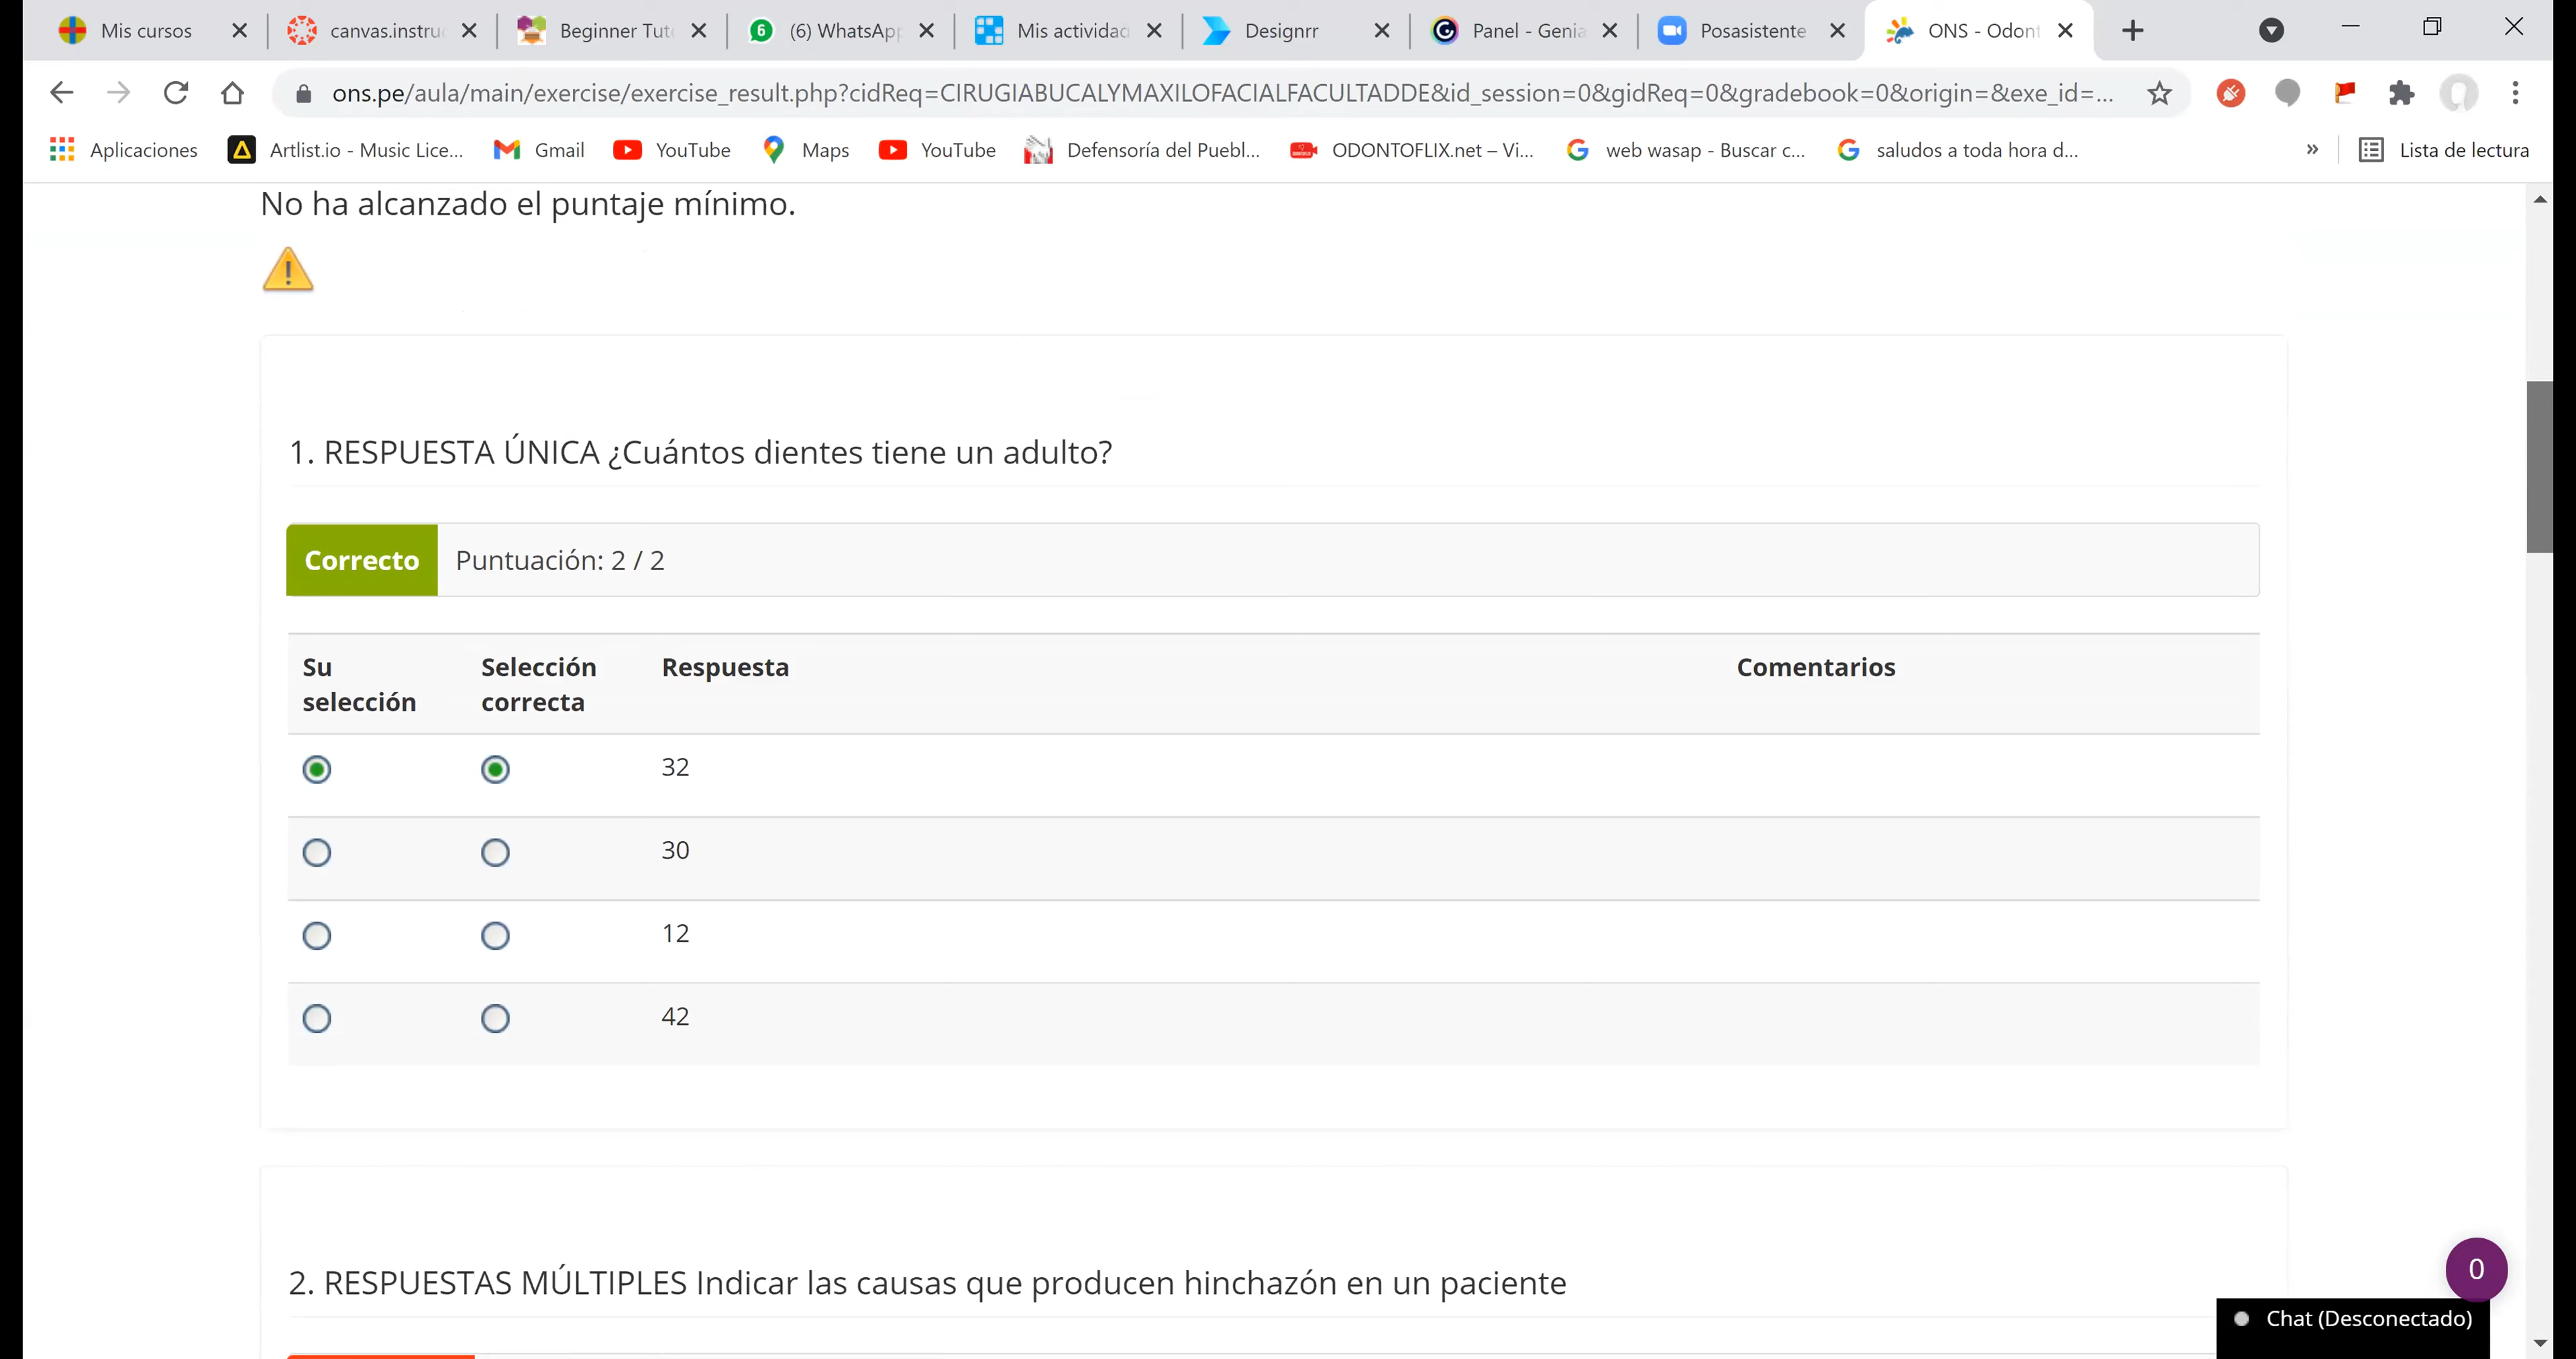 Mis cursos
canvas.instru
Beginner Tut
6
(6) WhatsApp
Mis actividad
Designrr
Panel - Genia
Posasistente
ONS - Odont
ons.pe/aula/main/exercise/exercise_result.php?cidReq=CIRUGIABUCALYMAXILOFACIALFACULTADDE&id_session=0&gidReq=0&gradebook=0&origin=&exe_id=...
Aplicaciones
Artlist.io - Music Lice...
Gmail
YouTube
Maps
YouTube
Defensoría del Puebl...
ODONTOFLIX.net – Vi...
web wasap - Buscar c...
saludos a toda hora d...
»
Lista de lectura
No ha alcanzado el puntaje mínimo.
1. RESPUESTA ÚNICA ¿Cuántos dientes tiene un adulto?
Correcto Puntuación: 2 / 2
Su selección
Selección correcta
Respuesta
Comentarios
32
30
12
42
2. RESPUESTAS MÚLTIPLES Indicar las causas que producen hinchazón en un paciente
0
Chat (Desconectado)